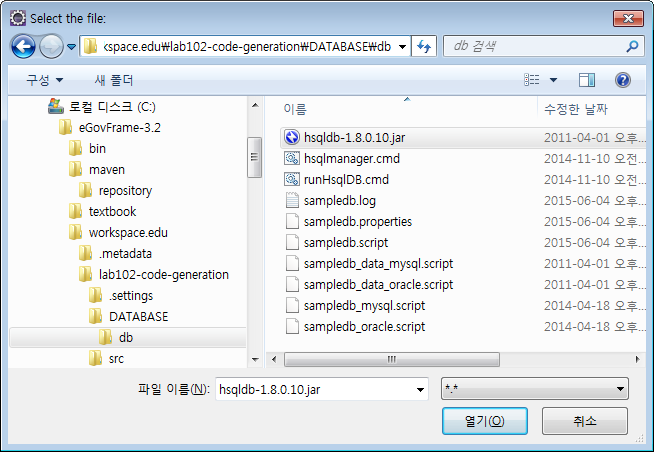 Select the file:
kspace.edu\lab102-code-generation\DATABASE\db
db 검색
구성
새 폴더
로컬 디스크 (C:)
eGovFrame-3.2
bin
maven
repository
textbook
workspace.edu
.metadata
lab102-code-generation
.settings
DATABASE
db
src
이름 수정한 날짜
hsqldb-1.8.0.10.jar 2011-04-01 오후...
hsqlmanager.cmd 2014-11-10 오전...
runHsqlDB.cmd 2014-11-10 오전...
sampledb.log 2015-06-04 오후...
sampledb.properties 2015-06-04 오후...
sampledb.script 2015-06-04 오후...
sampledb_data_mysql.script 2011-04-01 오후...
sampledb_data_oracle.script 2011-04-01 오후...
sampledb_mysql.script 2014-04-18 오후...
sampledb_oracle.script 2014-04-18 오후...
파일 이름(N): hsqldb-1.8.0.10.jar *.*
열기(O) 취소